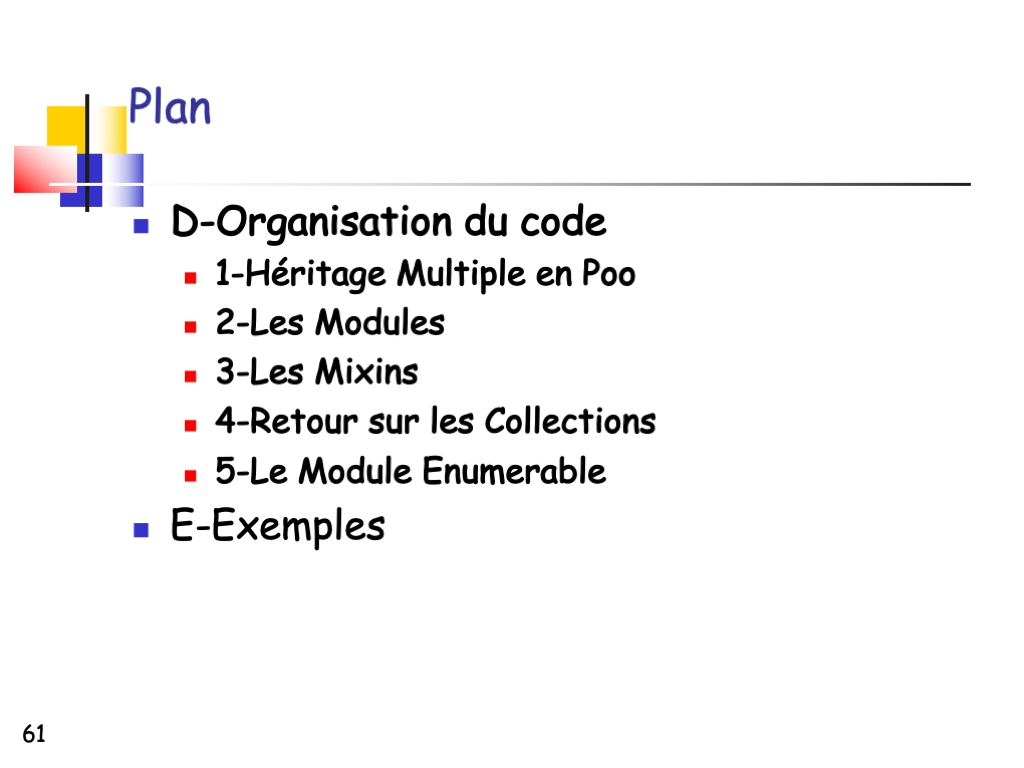 Plan
D-Organisation du code
1-Héritage Multiple en Poo
2-Les Modules
3-Les Mixins
4-Retour sur les Collections
5-Le Module Enumerable
E-Exemples
61